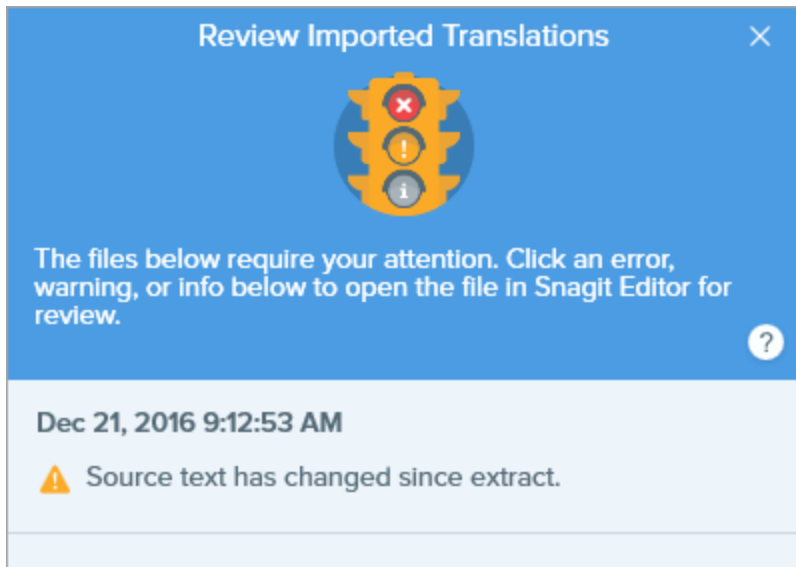 Review Imported Translations
The files below require your attention. Click an error,
warning, or info below to open the file in Snagit Editor for
review.
?
Dec 21, 2016 9:12:53 AM
Source text has changed since extract.